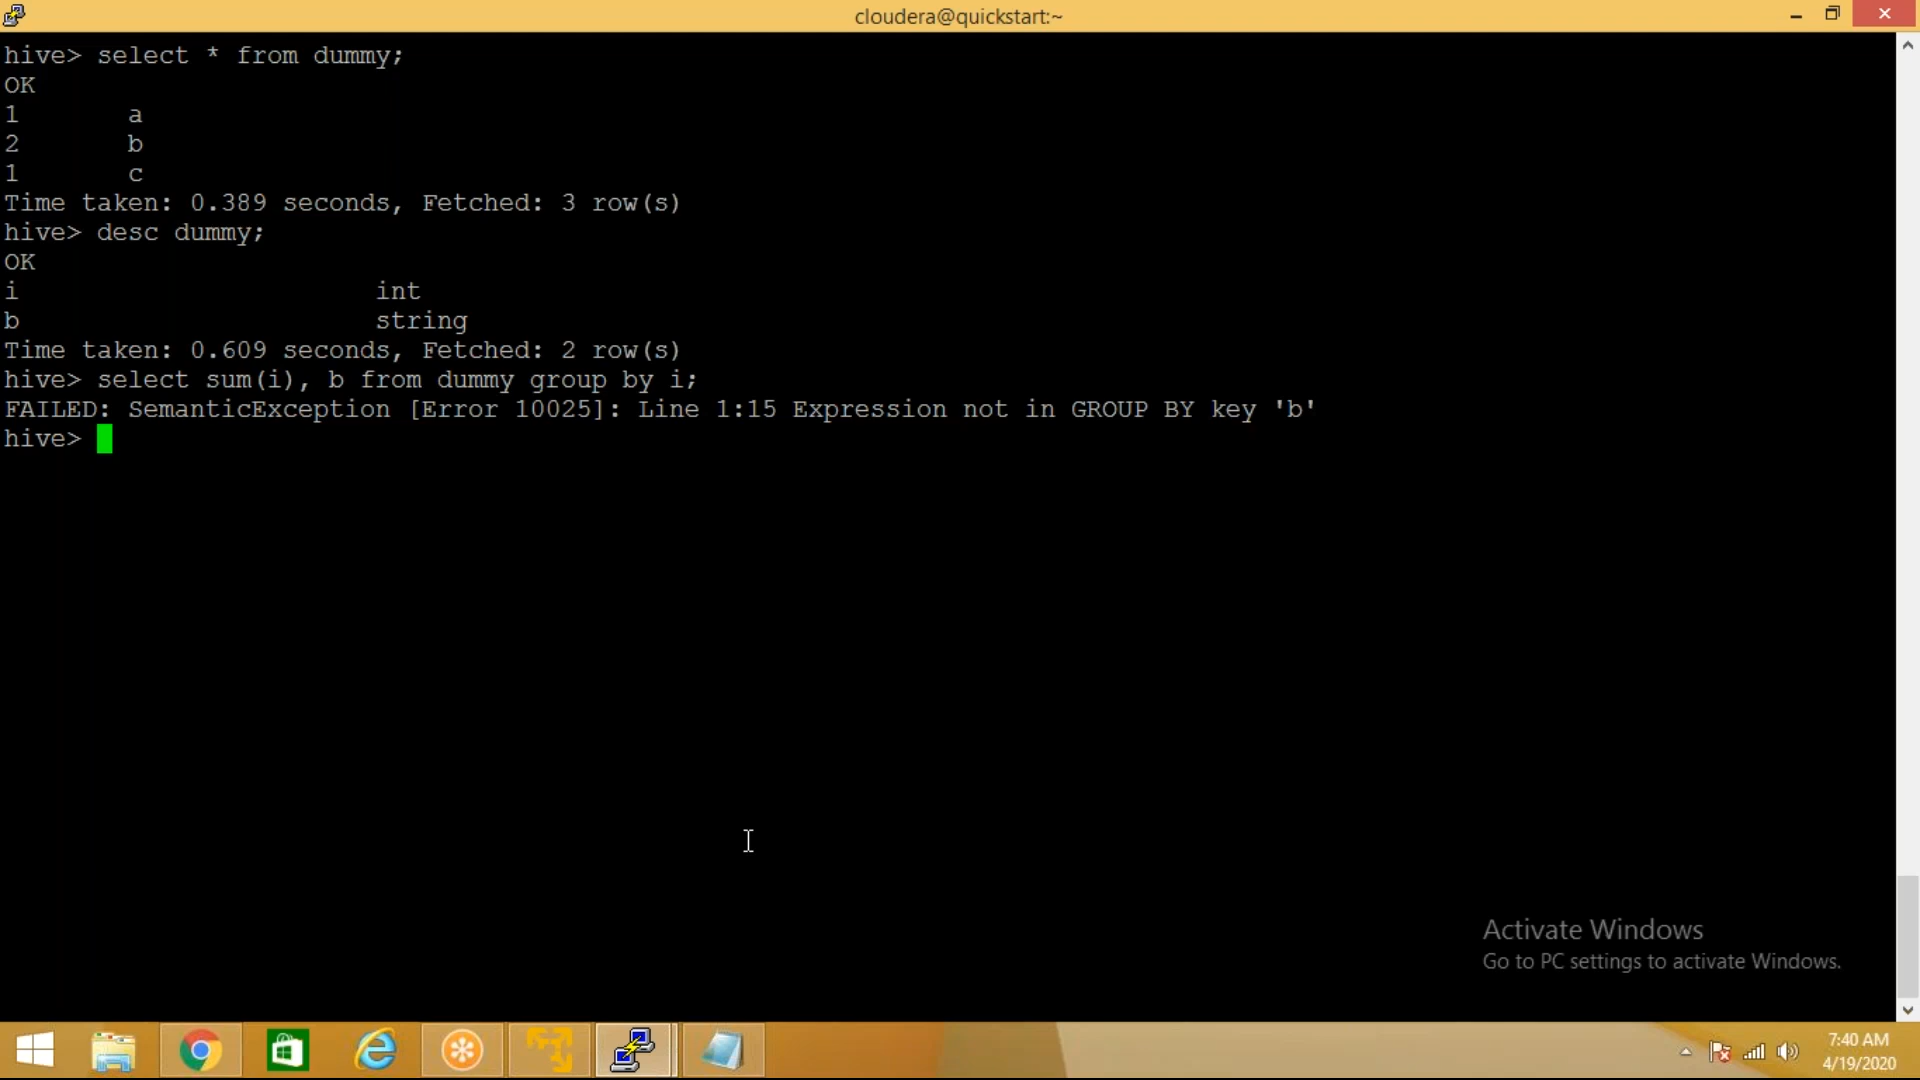 cloudera@quickstart:~
hive> select * from dummy;
OK
1 a
2 b
1 c
Time taken: 0.389 seconds, Fetched: 3 row(s)
hive> desc dummy;
OK
i int
b string
Time taken: 0.609 seconds, Fetched: 2 row(s)
hive> select sum(i), b from dummy group by i;
FAILED: SemanticException [Error 10025]: Line 1:15 Expression not in GROUP BY key 'b'
hive>
Activate Windows
Go to PC settings to activate Windows.
7:40 AM
4/19/2020